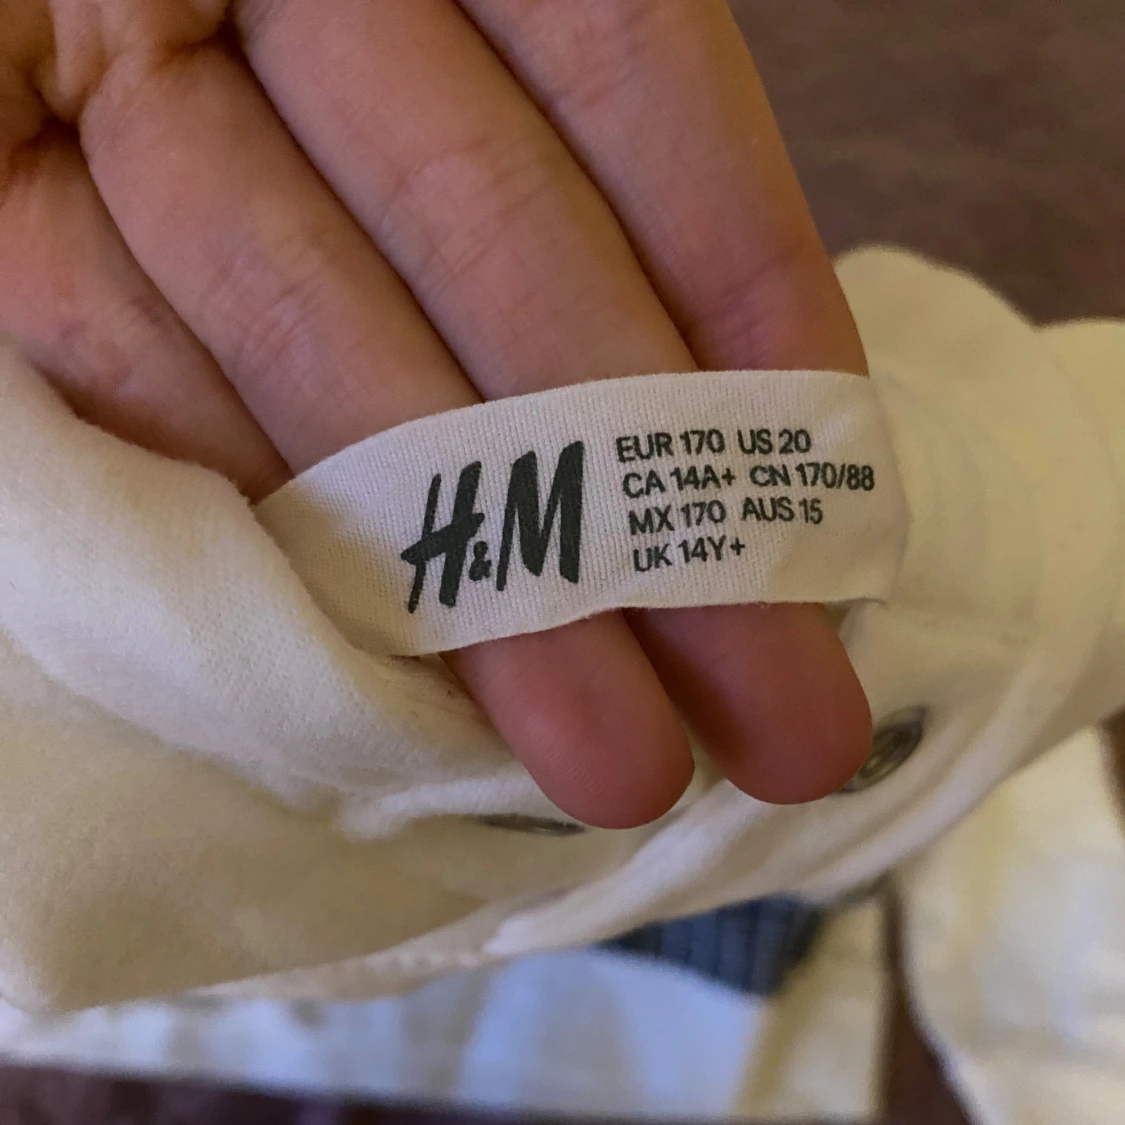 H&M
EUR 170 US 20
CA 14A+ CN 170/88
MX 170 AUS 15
UK 14Y+